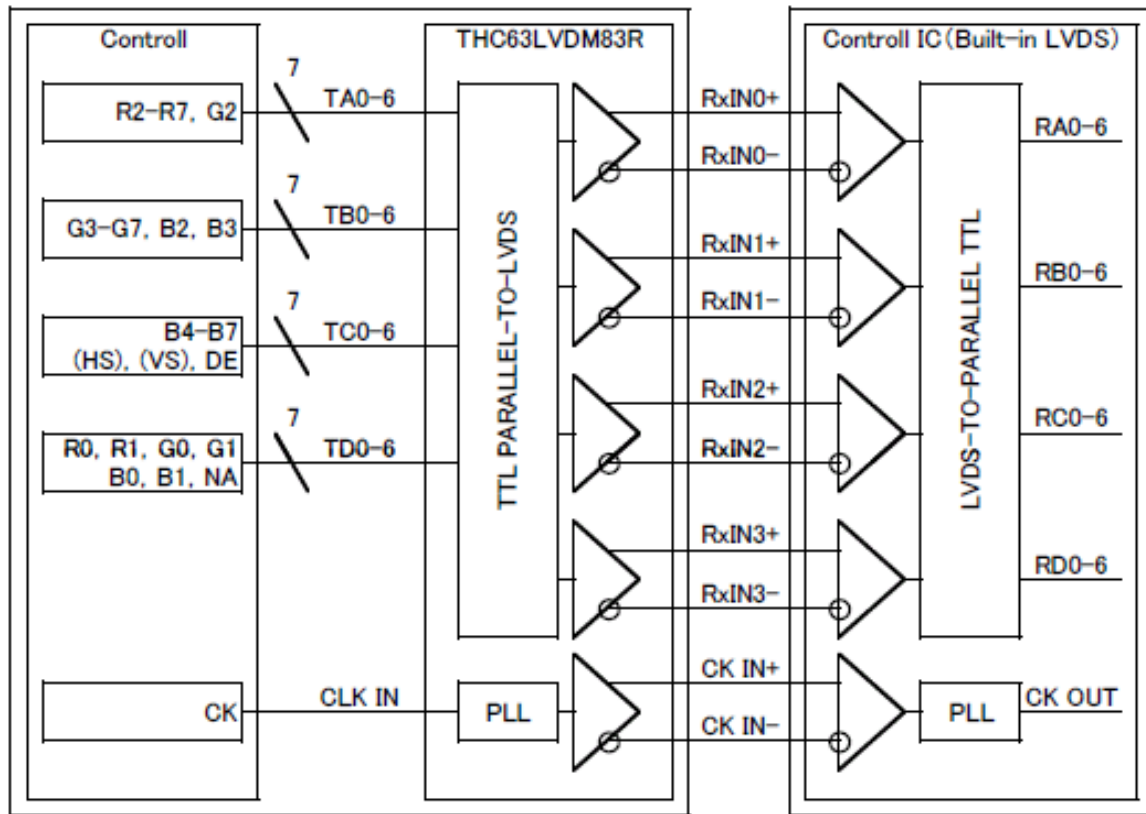 Controll
THC63LVDM83R
Controll IC(Built-in LVDS)
R2-R7, G2
7
TA0-6
RxIN0+
RxIN0-
RA0-6
G3-G7, B2, B3
7
TB0-6
RxIN1+
RxIN1-
RB0-6
B4-B7
(HS), (VS), DE
7
TC0-6
RxIN2+
RxIN2-
RC0-6
R0, R1, G0, G1
B0, B1, NA
7
TD0-6
RxIN3+
RxIN3-
RD0-6
TTL PARALLEL-TO-LVDS
LVDS-TO-PARALLEL TTL
CK
CLK IN
PLL
CK IN+
CK IN-
PLL
CK OUT